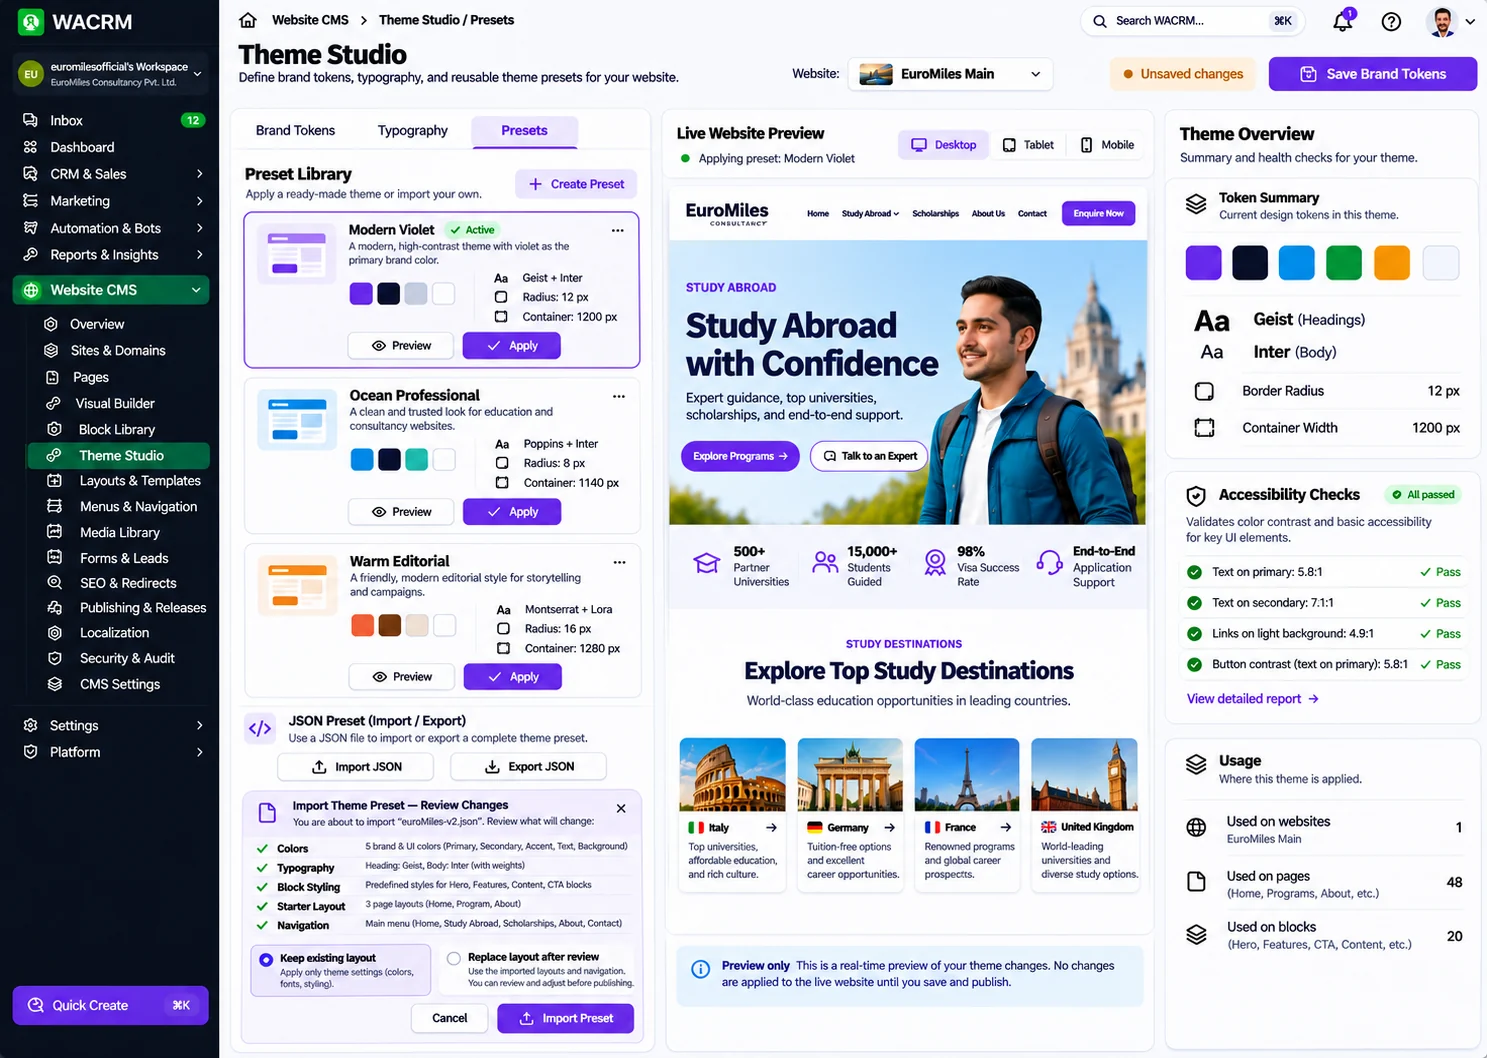 WACRM
EU
euromilesofficial's Workspace
EuroMiles Consultancy Pvt. Ltd.
Inbox
12
Dashboard
CRM & Sales
Marketing
Automation & Bots
Reports & Insights
Website CMS
Overview
Sites & Domains
Pages
Visual Builder
Block Library
Theme Studio
Layouts & Templates
Menus & Navigation
Media Library
Forms & Leads
SEO & Redirects
Publishing & Releases
Localization
Security & Audit
CMS Settings
Settings
Platform
Quick Create
⌘K
Website CMS
Theme Studio / Presets
Search WACRM...
⌘K
1
Theme Studio
Define brand tokens, typography, and reusable theme presets for your website.
Website:
EuroMiles Main
Unsaved changes
Save Brand Tokens
Brand Tokens
Typography
Presets
Preset Library
Apply a ready-made theme or import your own.
Create Preset
Modern Violet
Active
A modern, high-contrast theme with violet as the
primary brand color.
Aa Geist + Inter
Radius: 12 px
Container: 1200 px
Preview
Apply
Ocean Professional
A clean and trusted look for education and
consultancy websites.
Aa Poppins + Inter
Radius: 8 px
Container: 1140 px
Preview
Apply
Warm Editorial
A friendly, modern editorial style for storytelling
and campaigns.
Aa Montserrat + Lora
Radius: 16 px
Container: 1280 px
Preview
Apply
JSON Preset (Import / Export)
Use a JSON file to import or export a complete theme preset.
Import JSON
Export JSON
Import Theme Preset — Review Changes
You are about to import "euroMiles-v2.json". Review what will change:
Colors 5 brand & UI colors (Primary, Secondary, Accent, Text, Background)
Typography Heading: Geist, Body: Inter (with weights)
Block Styling Predefined styles for Hero, Features, Content, CTA blocks
Starter Layout 3 page layouts (Home, Program, About)
Navigation Main menu (Home, Study Abroad, Scholarships, About, Contact)
Keep existing layout
Apply only theme settings (colors,
fonts, styling).
Replace layout after review
Use the imported layouts and navigation.
You can review and adjust before publishing.
Cancel
Import Preset
Live Website Preview
Applying preset: Modern Violet
Desktop
Tablet
Mobile
EuroMiles
CONSULTANCY
Home
Study Abroad
Scholarships
About Us
Contact
Enquire Now
STUDY ABROAD
Study Abroad
with Confidence
Expert guidance, top universities,
scholarships, and end-to-end support.
Explore Programs →
Talk to an Expert
500+
Partner
Universities
15,000+
Students
Guided
98%
Visa Success
Rate
End-to-End
Application
Support
STUDY DESTINATIONS
Explore Top Study Destinations
World-class education opportunities in leading countries.
Italy →
Top universities,
affordable education,
and rich culture.
Germany →
Tuition-free options
and excellent
career opportunities.
France →
Renowned programs
and global career
prospects.
United Kingdom
World-leading
universities and
diverse study options.
Preview only This is a real-time preview of your theme changes. No changes
are applied to the live website until you save and publish.
Theme Overview
Summary and health checks for your theme.
Token Summary
Current design tokens in this theme.
Aa Geist (Headings)
Aa Inter (Body)
Border Radius 12 px
Container Width 1200 px
Accessibility Checks
All passed
Validates color contrast and basic accessibility
for key UI elements.
Text on primary: 5.8:1 Pass
Text on secondary: 7.1:1 Pass
Links on light background: 4.9:1 Pass
Button contrast (text on primary): 5.8:1 Pass
View detailed report →
Usage
Where this theme is applied.
Used on websites 1
EuroMiles Main
Used on pages 48
(Home, Programs, About, etc.)
Used on blocks 20
(Hero, Features, CTA, Content, etc.)